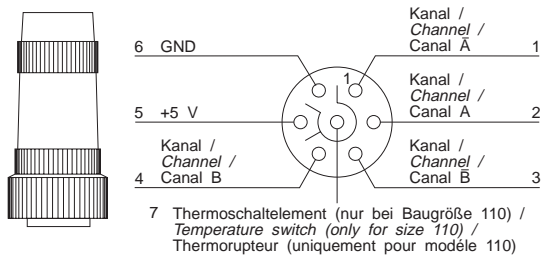 Kanal /
Channel /
Canal Ā 1
6 GND
1
Kanal /
Channel /
Canal A 2
5 +5 V
Kanal /
Channel /
4 Canal B
Kanal /
Channel /
Canal B̄ 3
7 Thermoschaltelement (nur bei Baugröße 110) /
Temperature switch (only for size 110) /
Thermorupteur (uniquement pour modéle 110)